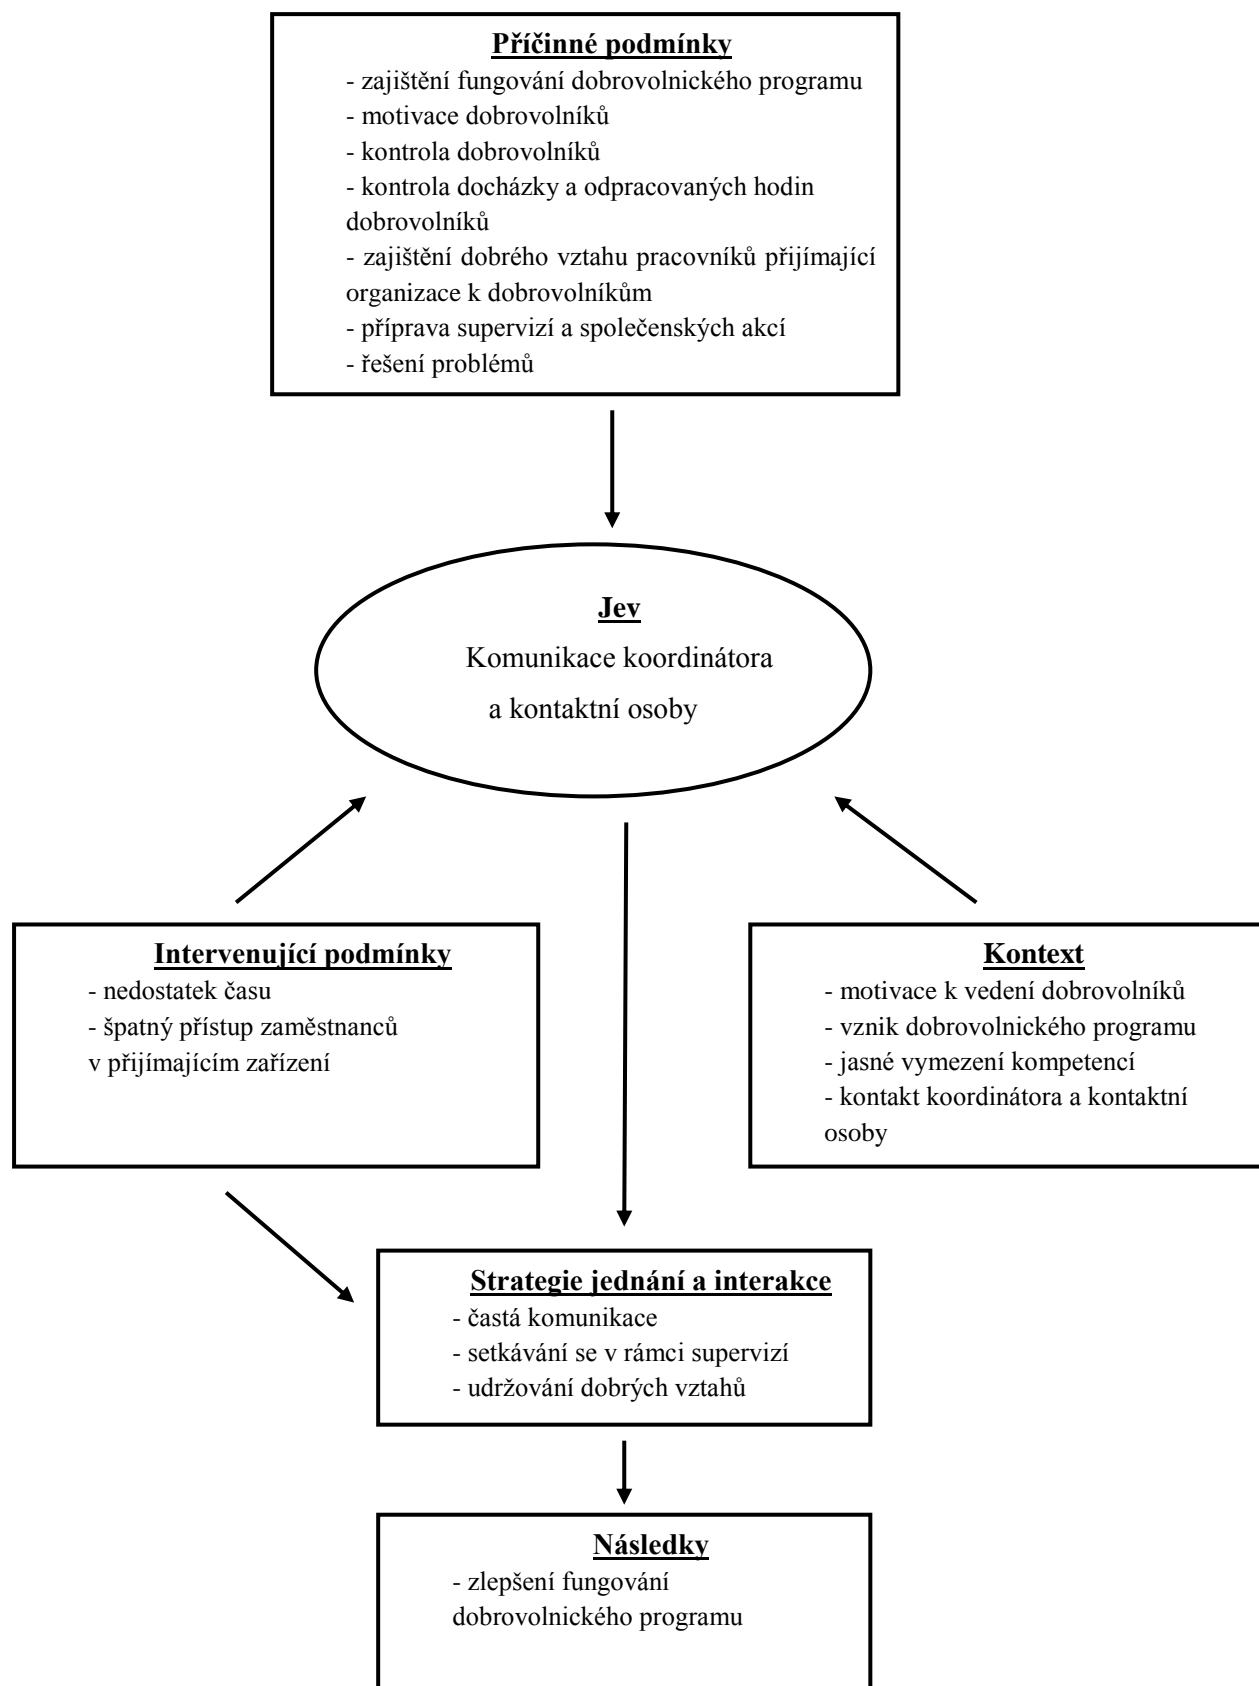 Příčinné podmínky
- zajištění fungování dobrovolnického programu
- motivace dobrovolníků
- kontrola dobrovolníků
- kontrola docházky a odpracovaných hodin
dobrovolníků
- zajištění dobrého vztahu pracovníků přijímající
organizace k dobrovolníkům
- příprava supervizí a společenských akcí
- řešení problémů
Jev
Komunikace koordinátora
a kontaktní osoby
Intervenující podmínky
- nedostatek času
- špatný přístup zaměstnanců
v přijímajícím zařízení
Kontext
- motivace k vedení dobrovolníků
- vznik dobrovolnického programu
- jasné vymezení kompetencí
- kontakt koordinátora a kontaktní
osoby
Strategie jednání a interakce
- častá komunikace
- setkávání se v rámci supervizí
- udržování dobrých vztahů
Následky
- zlepšení fungování
dobrovolnického programu